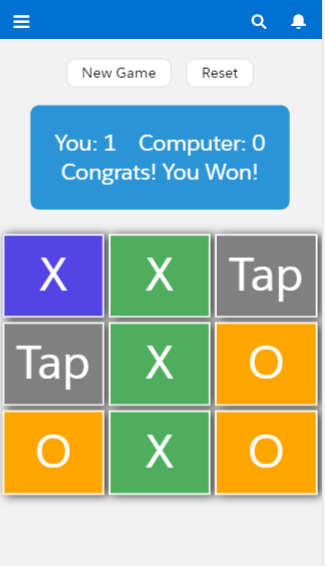 New Game Reset
You: 1 Computer: 0
Congrats! You Won!
X X Tap
Tap X O
O X O